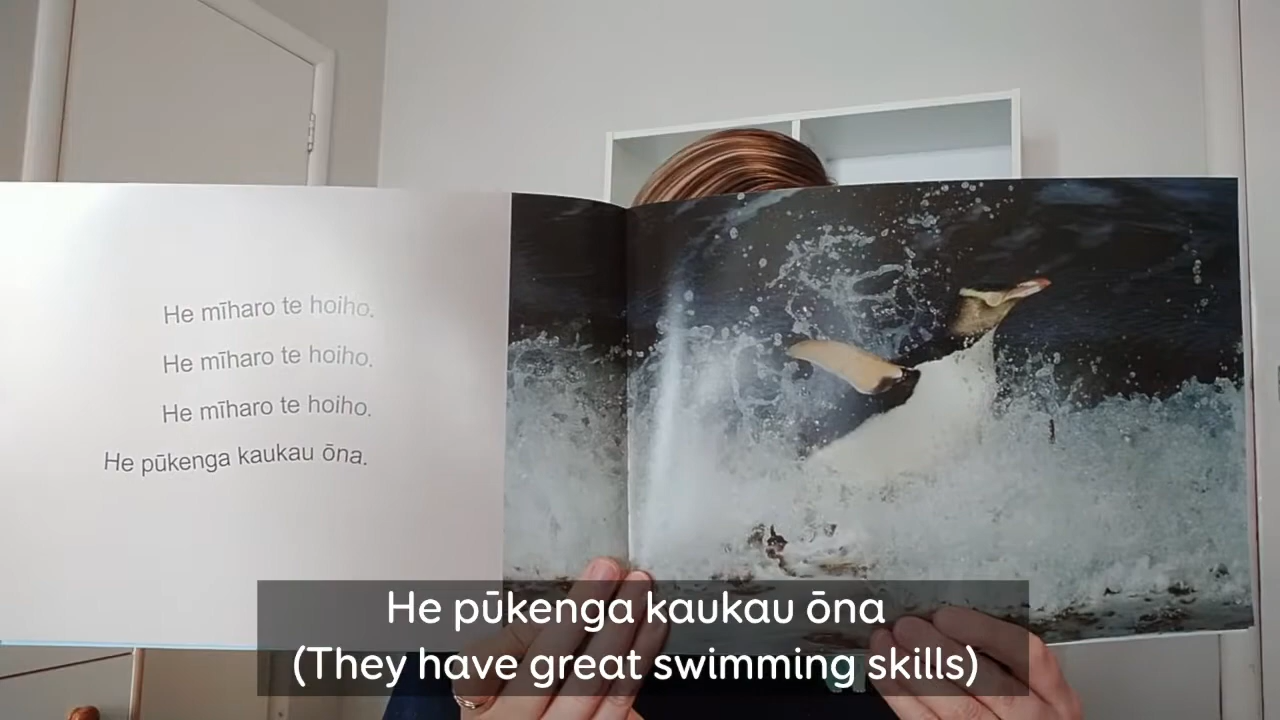 He mīharo te hoiho.
He mīharo te hoiho.
He mīharo te hoiho.
He pūkenga kaukau ōna.
He pūkenga kaukau ōna
(They have great swimming skills)